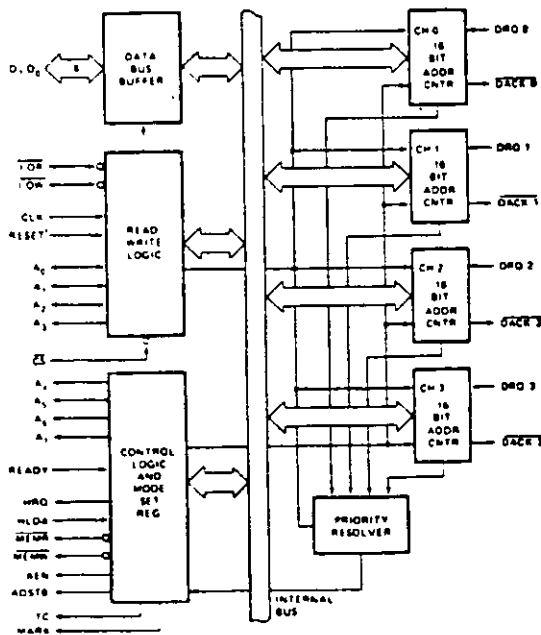 DATA
BUS
BUFFER
8
READ
WRITE
LOGIC
CLK
RESET
A0
A1
A2
A3
CS
A4
A5
A6
A7
READY
HRQ
HLDA
MEMR
MEMW
AEN
ADSTB
TC
MARK
CONTROL
LOGIC
AND
MODE
SET
REG
INTERNAL
BUS
CH 0
16
BIT
ADDR
CNTR
DRQ 0
DACK 0
CH 1
16
BIT
ADDR
CNTR
DRQ 1
DACK 1
CH 2
16
BIT
ADDR
CNTR
DRQ 2
DACK 2
CH 3
16
BIT
ADDR
CNTR
DRQ 3
DACK 3
PRIORITY
RESOLVER